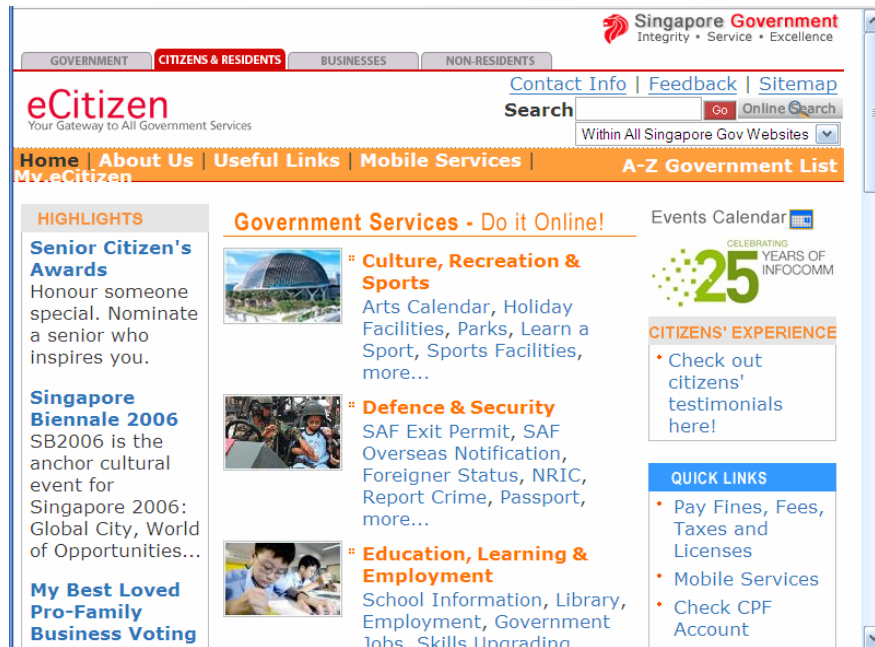 Singapore Government
Integrity • Service • Excellence
GOVERNMENT
CITIZENS & RESIDENTS
BUSINESSES
NON-RESIDENTS
Contact Info | Feedback | Sitemap
eCitizen
Your Gateway to All Government Services
Search
Go
Online Search
Within All Singapore Gov Websites
Home | About Us | Useful Links | Mobile Services |
My.eCitizen
A-Z Government List
HIGHLIGHTS
Senior Citizen's
Awards
Honour someone
special. Nominate
a senior who
inspires you.
Singapore
Biennale 2006
SB2006 is the
anchor cultural
event for
Singapore 2006:
Global City, World
of Opportunities...
My Best Loved
Pro-Family
Business Voting
Government Services - Do it Online!
Culture, Recreation &
Sports
Arts Calendar, Holiday
Facilities, Parks, Learn a
Sport, Sports Facilities,
more...
Defence & Security
SAF Exit Permit, SAF
Overseas Notification,
Foreigner Status, NRIC,
Report Crime, Passport,
more...
Education, Learning &
Employment
School Information, Library,
Employment, Government
Jobs, Skills Upgrading
Events Calendar
CELEBRATING
25 YEARS OF
INFOCOMM
CITIZENS' EXPERIENCE
• Check out
citizens'
testimonials
here!
QUICK LINKS
• Pay Fines, Fees,
Taxes and
Licenses
• Mobile Services
• Check CPF
Account